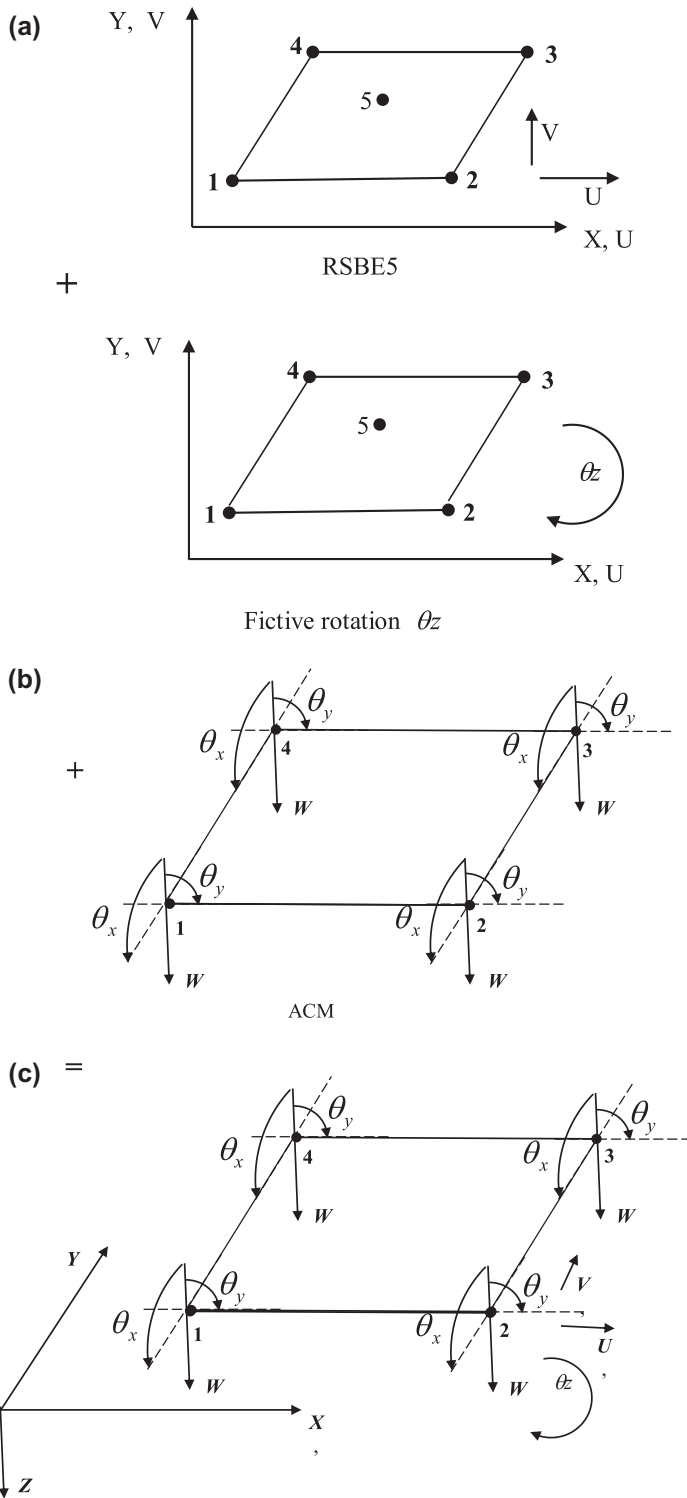 (a)
Y, V
4
3
5
V
1
2
U
X, U
RSBE5
+
Y, V
4
3
5
θz
1
2
X, U
Fictive rotation θz
(b)
+
θy
θy
θx
4
θx
3
W
W
θy
θy
θx
1
θx
2
W
W
ACM
(c) =
θy
θy
θx
4
θx
3
W
W
Y
θy
θy
V,
θx
1
θx
2
U,
W
W
θz
X,
Z